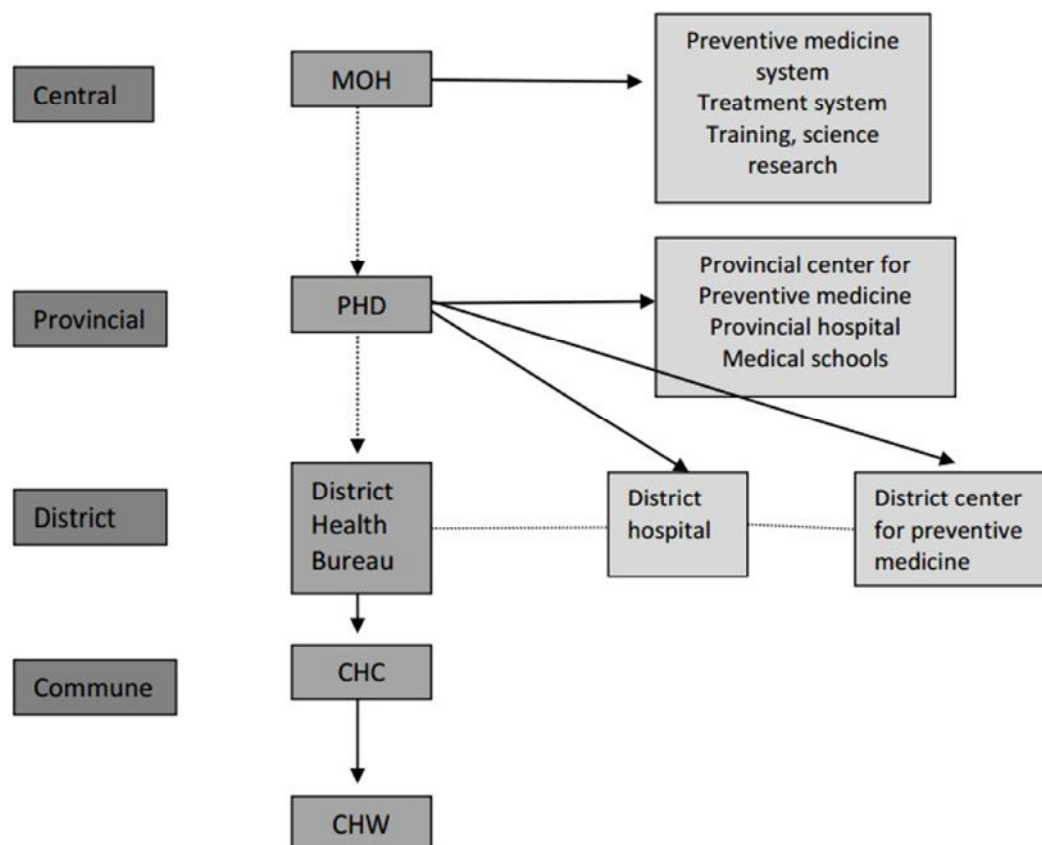 Central
MOH
Preventive medicine
system
Treatment system
Training, science
research
Provincial
PHD
Provincial center for
Preventive medicine
Provincial hospital
Medical schools
District
District
Health
Bureau
District
hospital
District center
for preventive
medicine
Commune
CHC
CHW